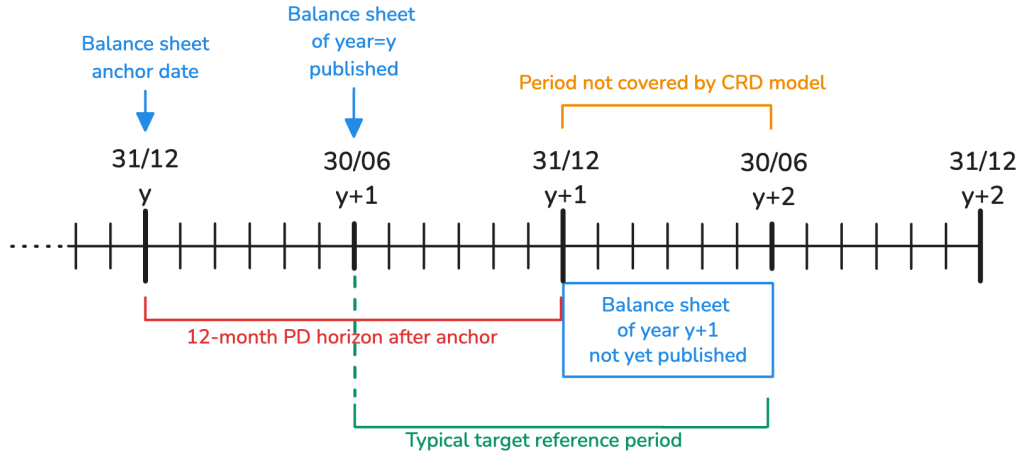 Balance sheet
anchor date
Balance sheet
of year=y
published
Period not covered by CRD model
31/12
y
30/06
y+1
31/12
y+1
30/06
y+2
31/12
y+2
12-month PD horizon after anchor
Balance sheet
of year y+1
not yet published
Typical target reference period